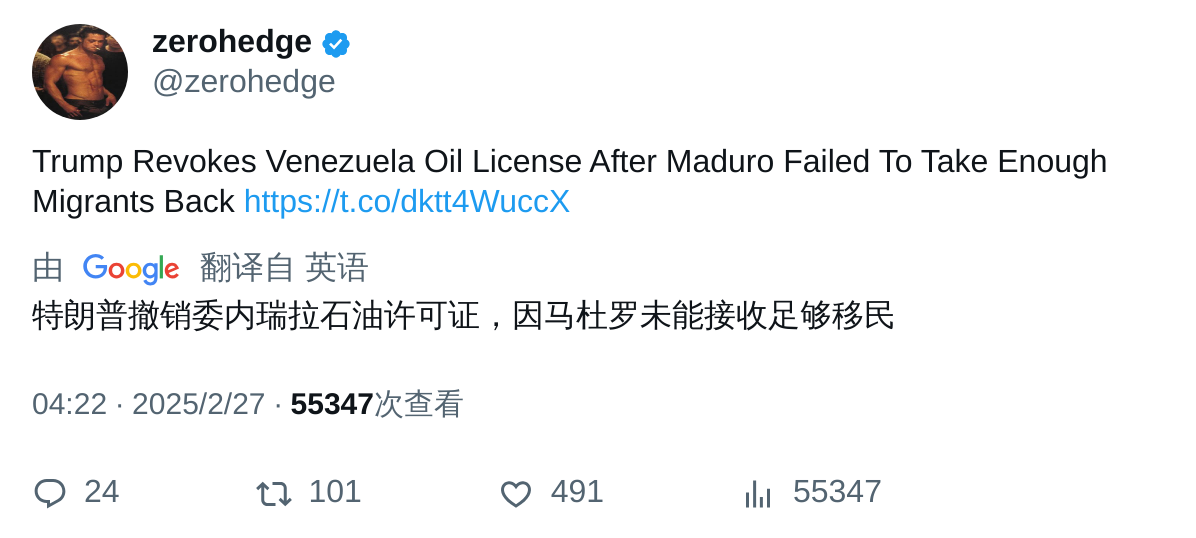 zerohedge
@zerohedge
Trump Revokes Venezuela Oil License After Maduro Failed To Take Enough
Migrants Back https://t.co/dktt4WuccX
由 Google 翻译自 英语
特朗普撤销委内瑞拉石油许可证，因马杜罗未能接收足够移民
04:22 · 2025/2/27 · 55347次查看
24 101 491 55347